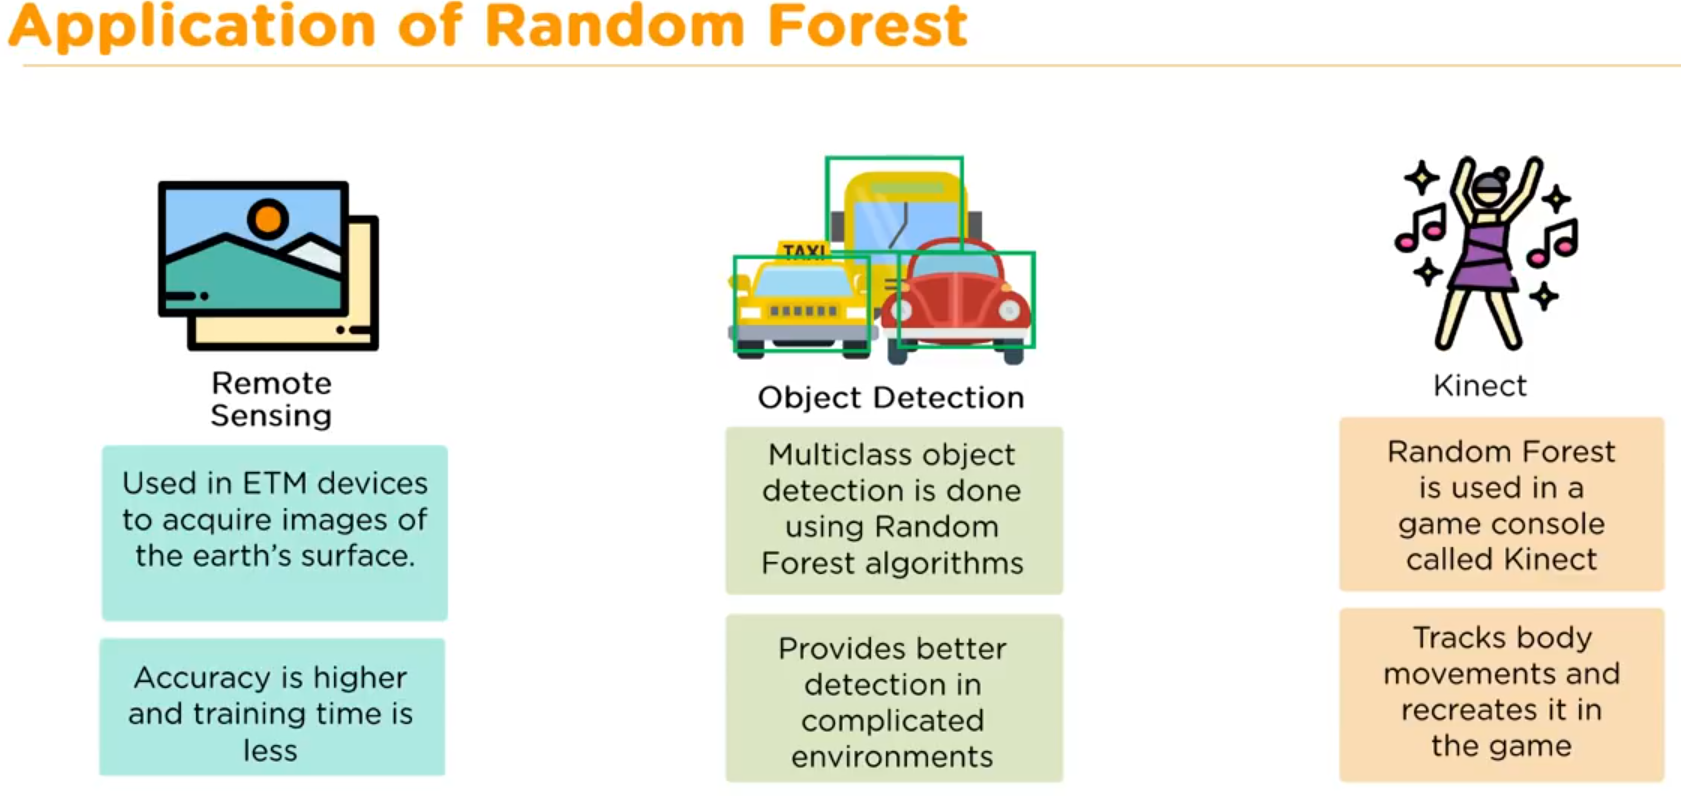 Application of Random Forest
TAXI
Remote
Sensing
Used in ETM devices
to acquire images of
the earth's surface.
Accuracy is higher
and training time is
less
Object Detection
Multiclass object
detection is done
using Random
Forest algorithms
Provides better
detection in
complicated
environments
Kinect
Random Forest
is used in a
game console
called Kinect
Tracks body
movements and
recreates it in
the game